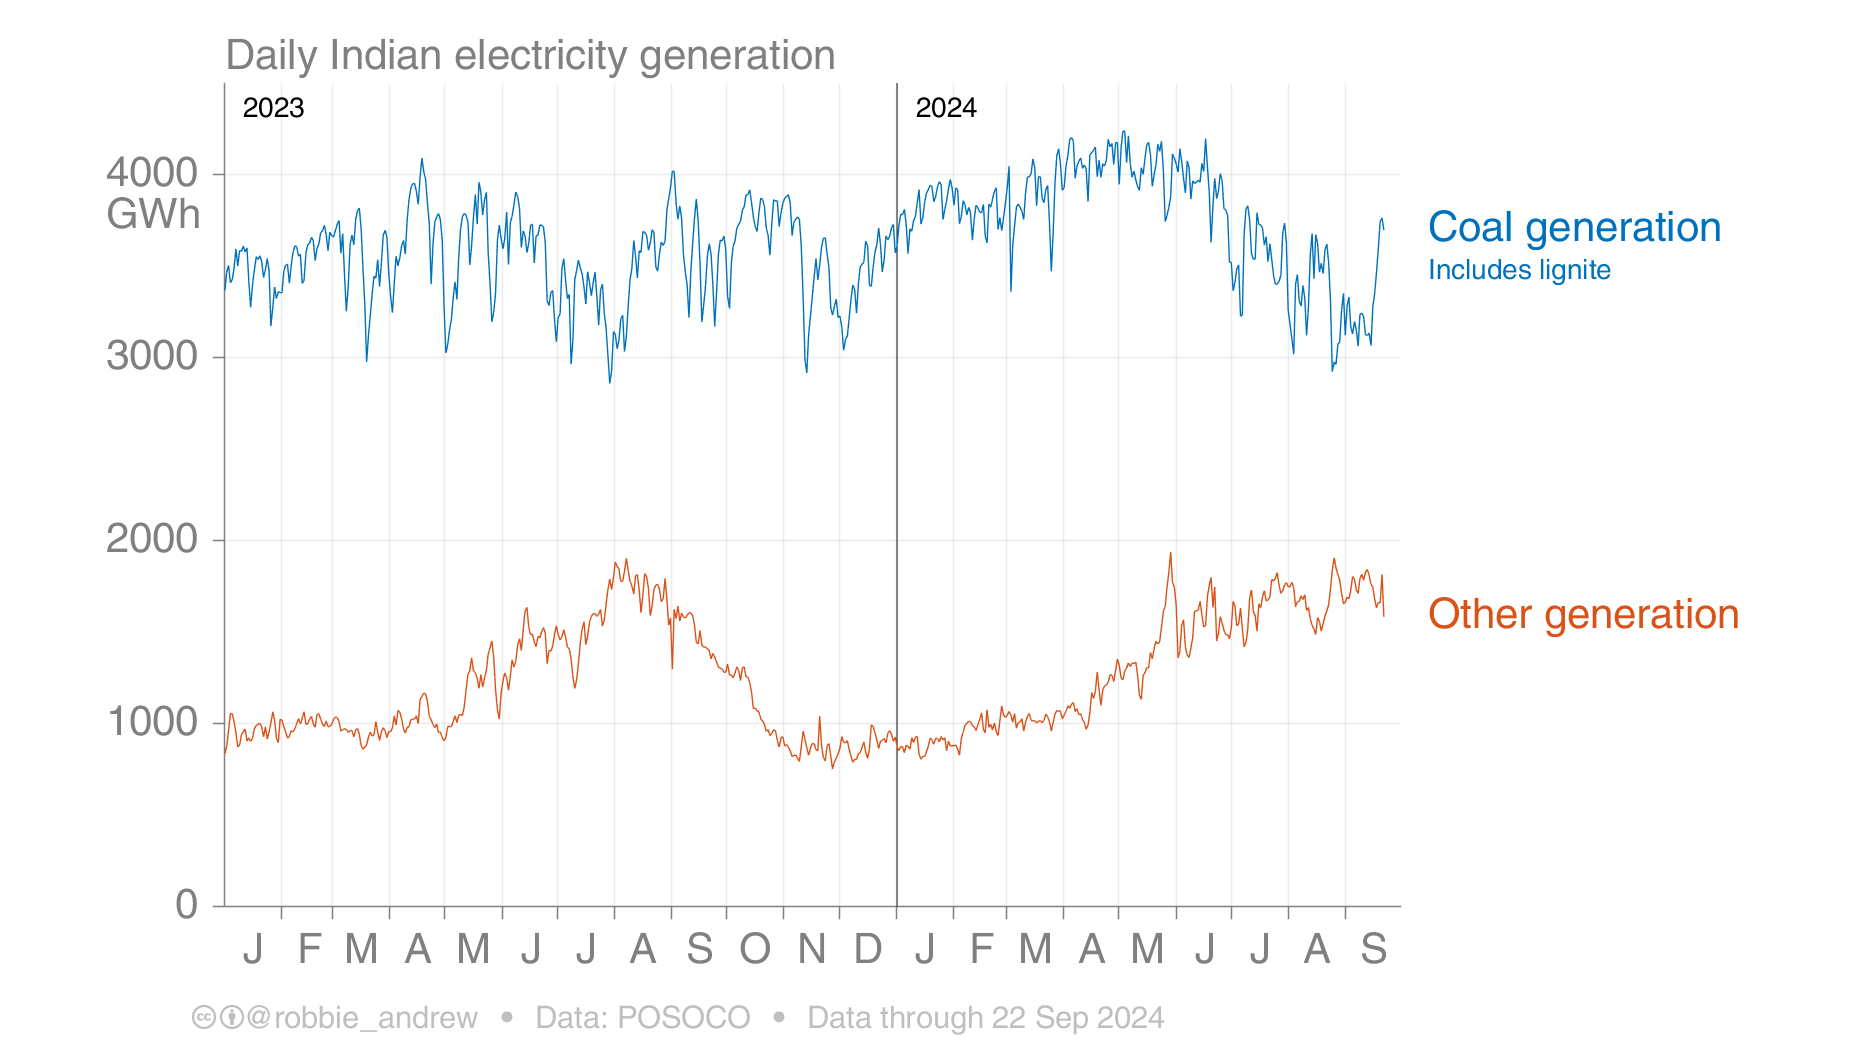 Daily Indian electricity generation
2023
2024
4000
GWh
3000
2000
1000
0
Coal generation
Includes lignite
Other generation
J F M A M J J A S O N D J F M A M J J A S
cc @robbie_andrew • Data: POSOCO • Data through 22 Sep 2024